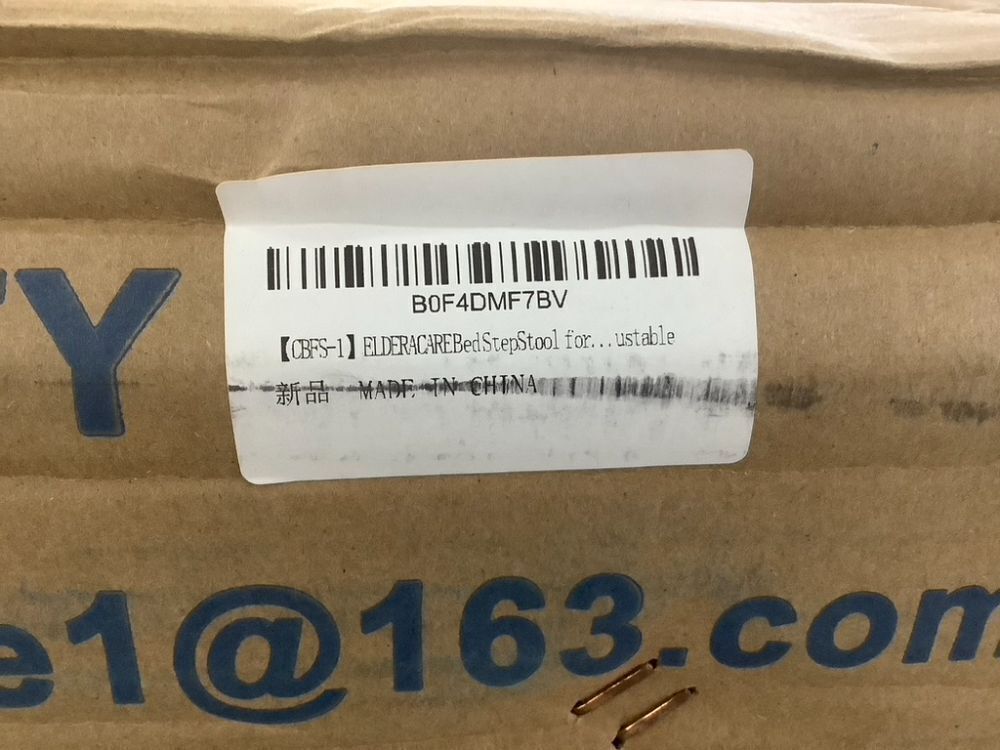 Y
B0F4DMF7BV
【CBFS-1】ELDERACAREBedStepStool for...ustable
新品 MADE IN CHINA
e1@163.com